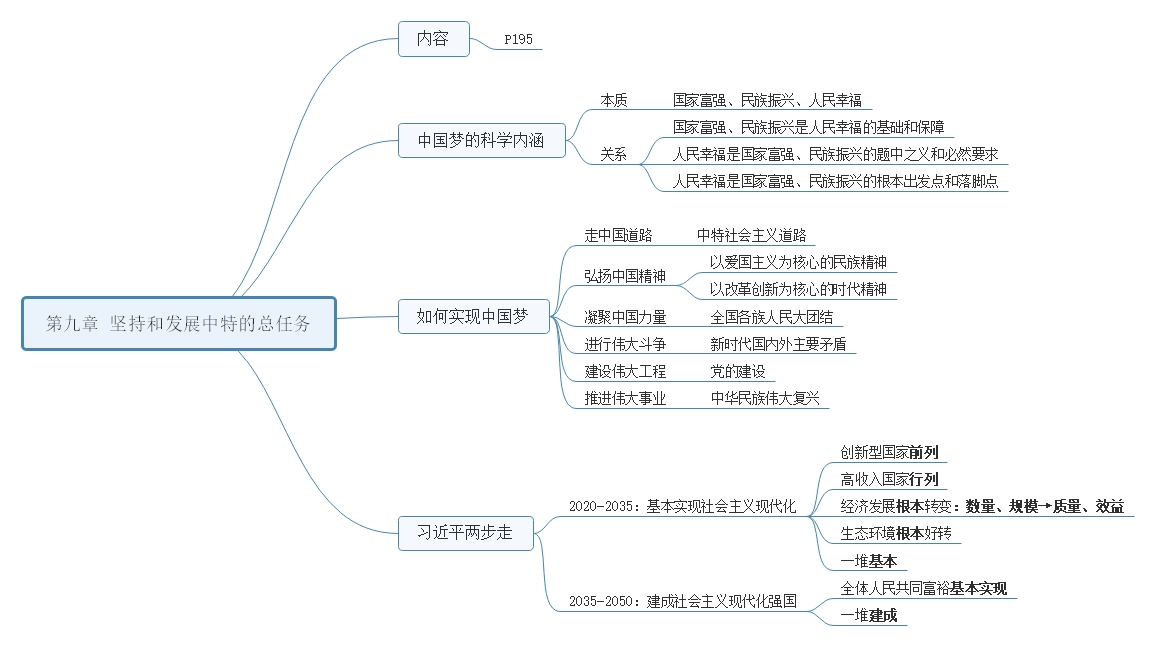 内容
P195
中国梦的科学内涵
本质
国家富强、民族振兴、人民幸福
关系
国家富强、民族振兴是人民幸福的基础和保障
人民幸福是国家富强、民族振兴的题中之义和必然要求
人民幸福是国家富强、民族振兴的根本出发点和落脚点
第九章 坚持和发展中特的总任务
如何实现中国梦
走中国道路
中特社会主义道路
弘扬中国精神
以爱国主义为核心的民族精神
以改革创新为核心的时代精神
凝聚中国力量
全国各族人民大团结
进行伟大斗争
新时代国内外主要矛盾
建设伟大工程
党的建设
推进伟大事业
中华民族伟大复兴
习近平两步走
2020-2035：基本实现社会主义现代化
创新型国家前列
高收入国家行列
经济发展根本转变：数量、规模→质量、效益
生态环境根本好转
一堆基本
2035-2050：建成社会主义现代化强国
全体人民共同富裕基本实现
一堆建成